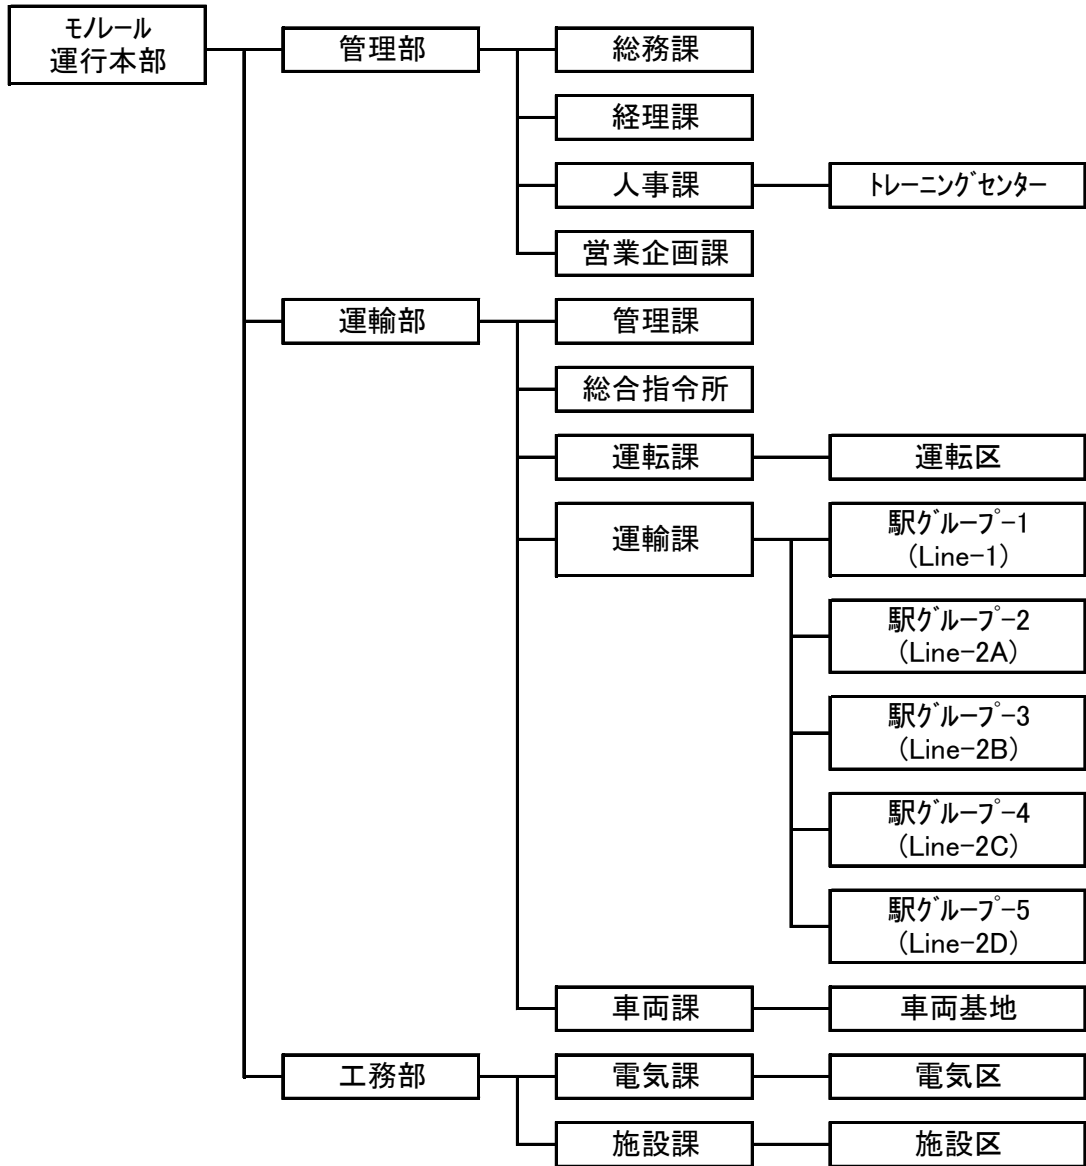 ﾓﾉﾚｰﾙ
運行本部
管理部
総務課
経理課
人事課
ﾄﾚｰﾆﾝｸﾞｾﾝﾀｰ
営業企画課
運輸部
管理課
総合指令所
運転課
運転区
運輸課
駅ｸﾞﾙｰﾌﾟ-1
(Line-1)
駅ｸﾞﾙｰﾌﾟ-2
(Line-2A)
駅ｸﾞﾙｰﾌﾟ-3
(Line-2B)
駅ｸﾞﾙｰﾌﾟ-4
(Line-2C)
駅ｸﾞﾙｰﾌﾟ-5
(Line-2D)
車両課
車両基地
工務部
電気課
電気区
施設課
施設区